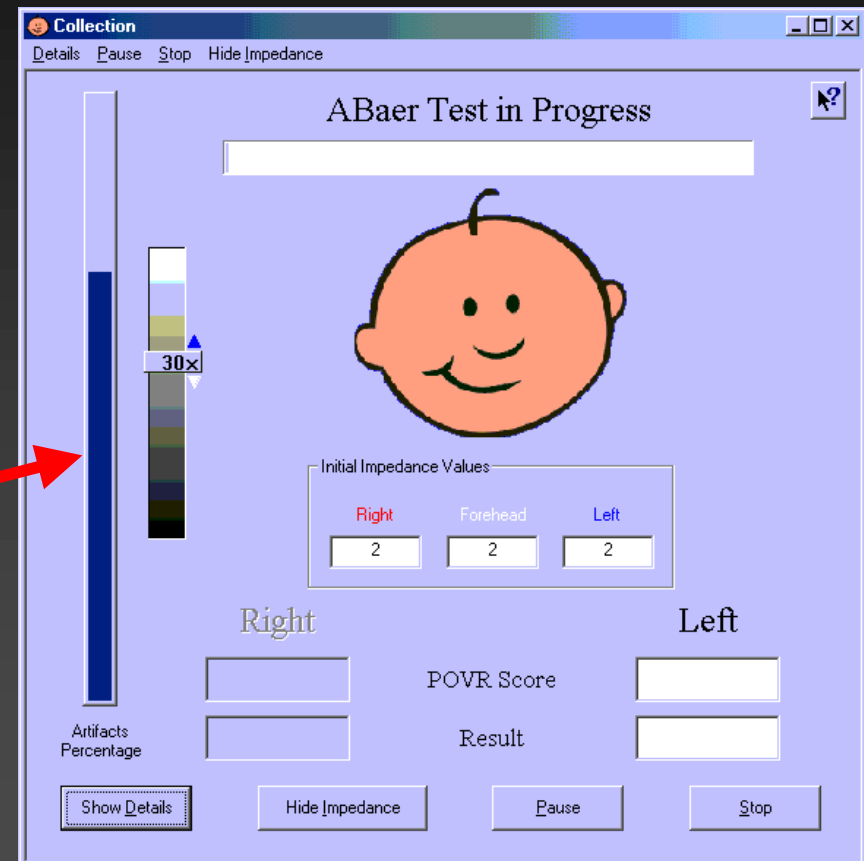 Collection
Details Pause Stop Hide Impedance
ABaer Test in Progress
30x
Initial Impedance Values
Right Forehead Left
2 2 2
Right Left
POVR Score
Artifacts
Percentage
Result
Show Details Hide Impedance Pause Stop